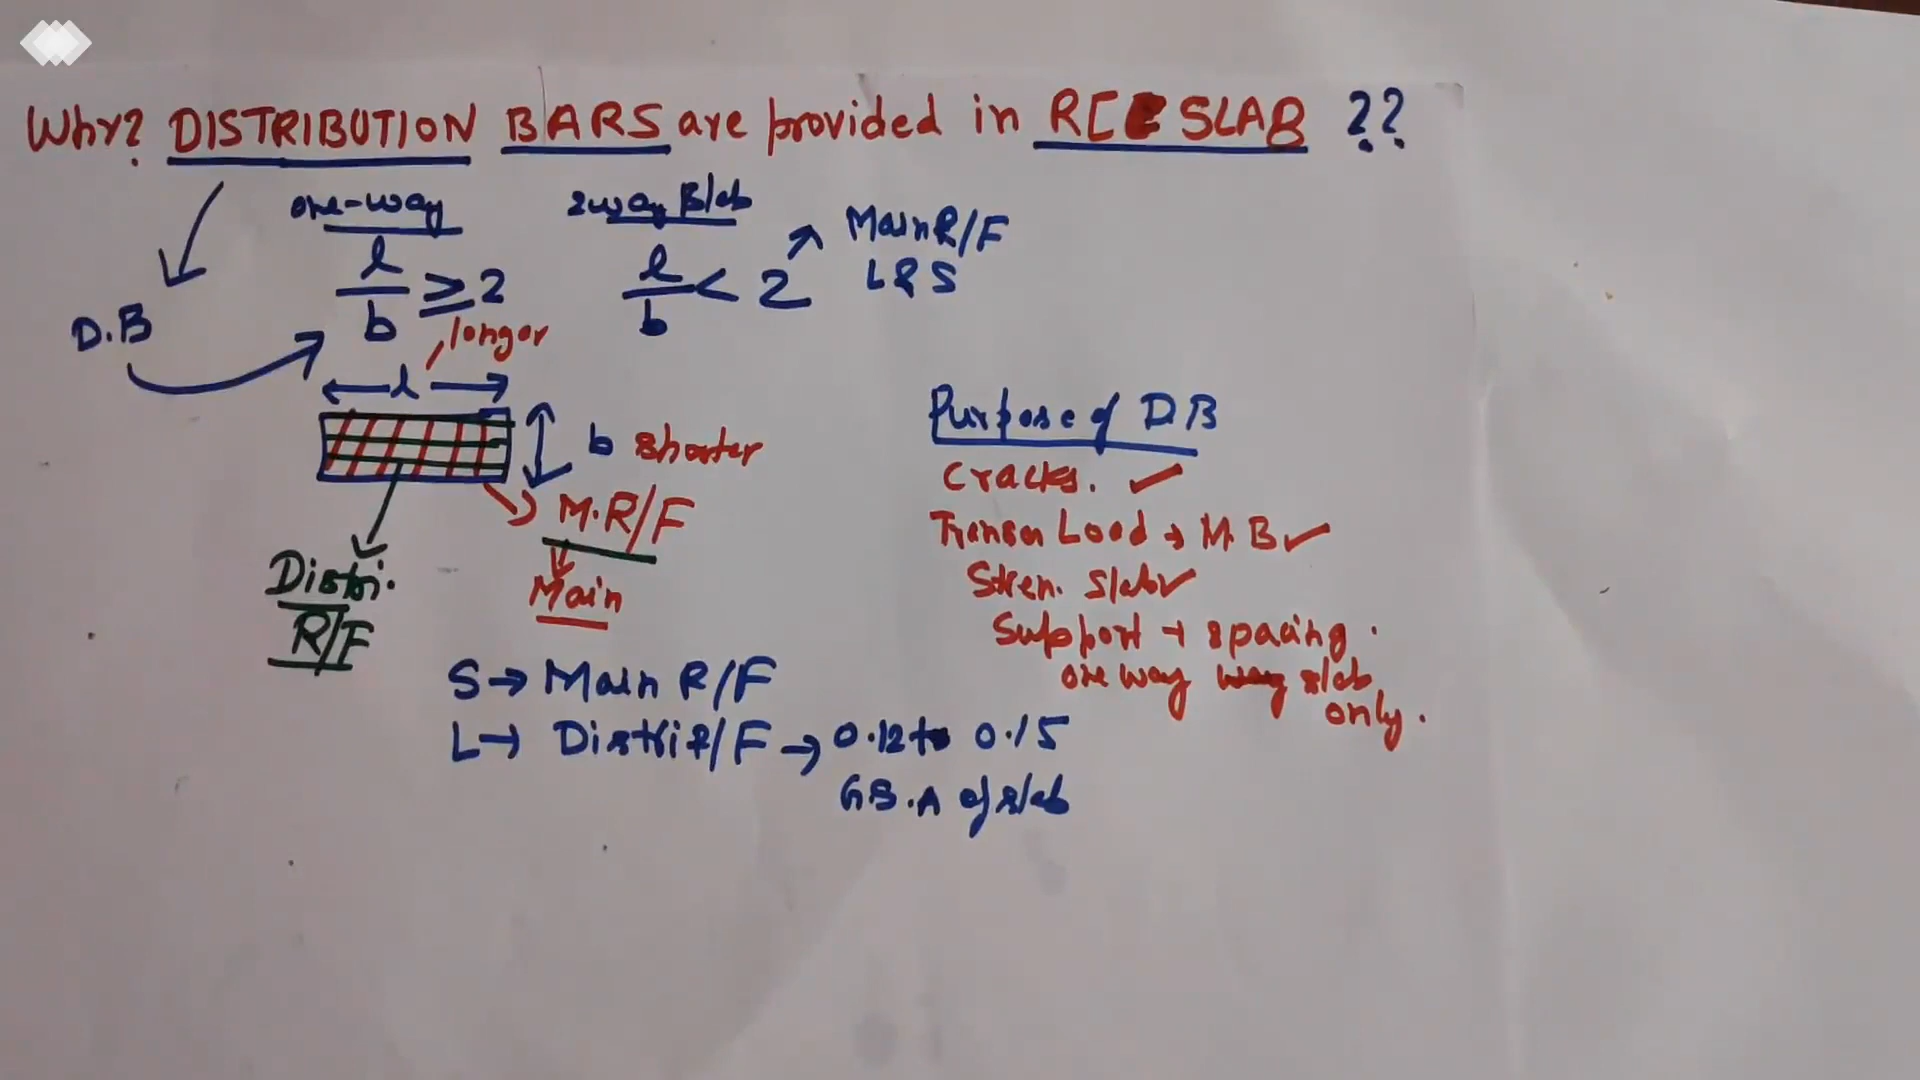 Why? DISTRIBUTION BARS are provided in RCC SLAB ??
one-way
l/b ≥ 2
2way Slab
l/b < 2
Main R/F
L & S
D.B
longer
l
b shorter
M.R/F
Main
Distri.
R/F
S → Main R/F
L → Distri R/F → 0.12 to 0.15
of slab
Purpose of DB
Cracks. ✓
Load → M.B ✓
Stren. Slab ✓
Support + spacing.
one way slab
only.